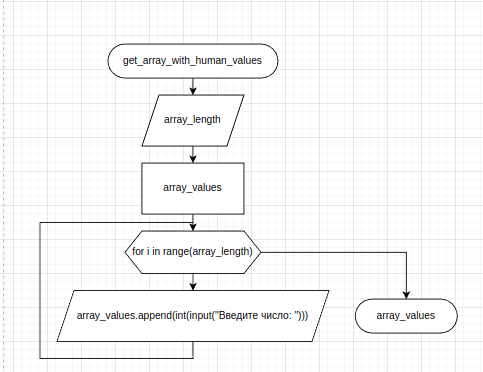 get_array_with_human_values
array_length
array_values
for i in range(array_length)
array_values.append(int(input("Введите число: ")))
array_values